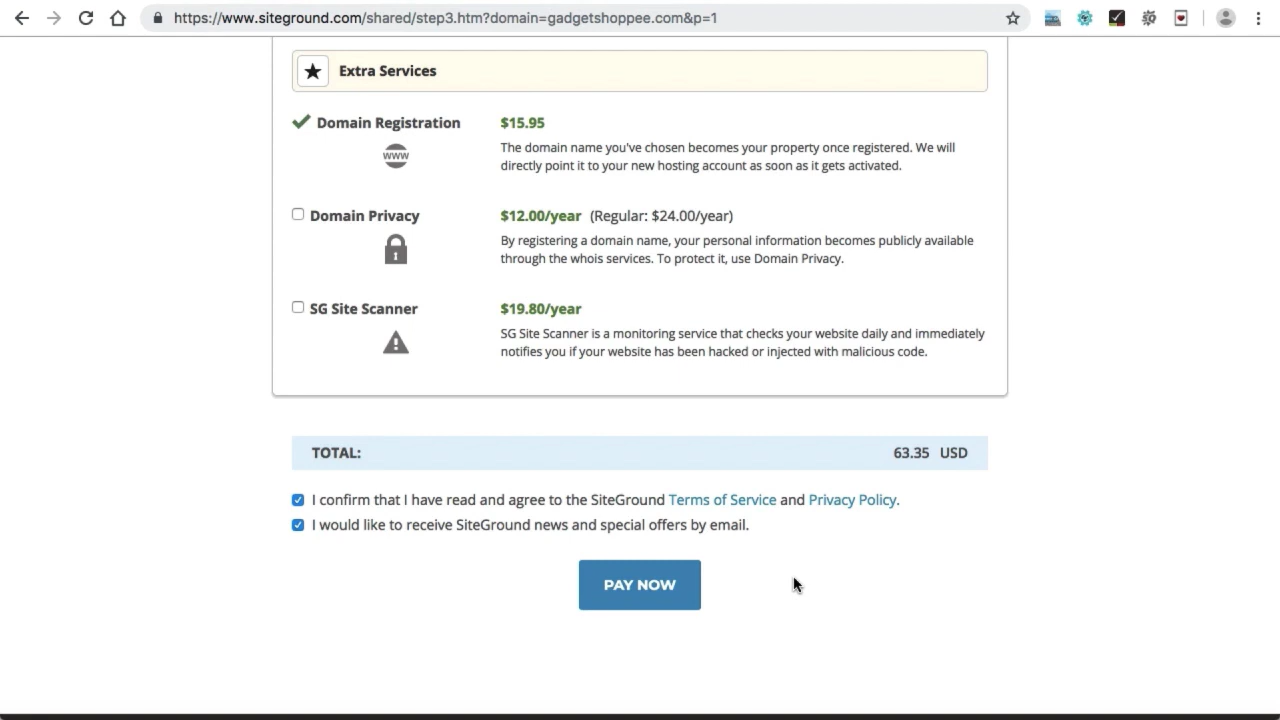 https://www.siteground.com/shared/step3.htm?domain=gadgetshoppee.com&p=1
Extra Services
Domain Registration $15.95
www
The domain name you've chosen becomes your property once registered. We will
directly point it to your new hosting account as soon as it gets activated.
Domain Privacy $12.00/year (Regular: $24.00/year)
By registering a domain name, your personal information becomes publicly available
through the whois services. To protect it, use Domain Privacy.
SG Site Scanner $19.80/year
SG Site Scanner is a monitoring service that checks your website daily and immediately
notifies you if your website has been hacked or injected with malicious code.
TOTAL: 63.35 USD
I confirm that I have read and agree to the SiteGround Terms of Service and Privacy Policy.
I would like to receive SiteGround news and special offers by email.
PAY NOW